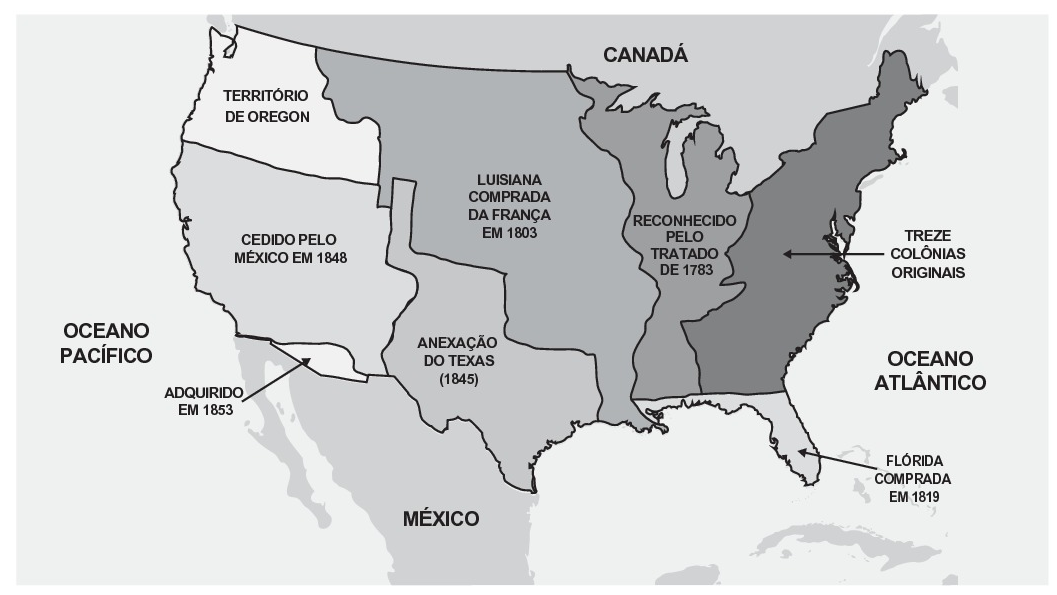 CANADÁ
TERRITÓRIO
DE OREGON
LUISIANA
COMPRADA
DA FRANÇA
EM 1803
RECONHECIDO
PELO
TRATADO
DE 1783
TREZE
COLÔNIAS
ORIGINAIS
CEDIDO PELO
MÉXICO EM 1848
OCEANO
PACÍFICO
ANEXAÇÃO
DO TEXAS
(1845)
OCEANO
ATLÂNTICO
ADQUIRIDO
EM 1853
FLÓRIDA
COMPRADA
EM 1819
MÉXICO